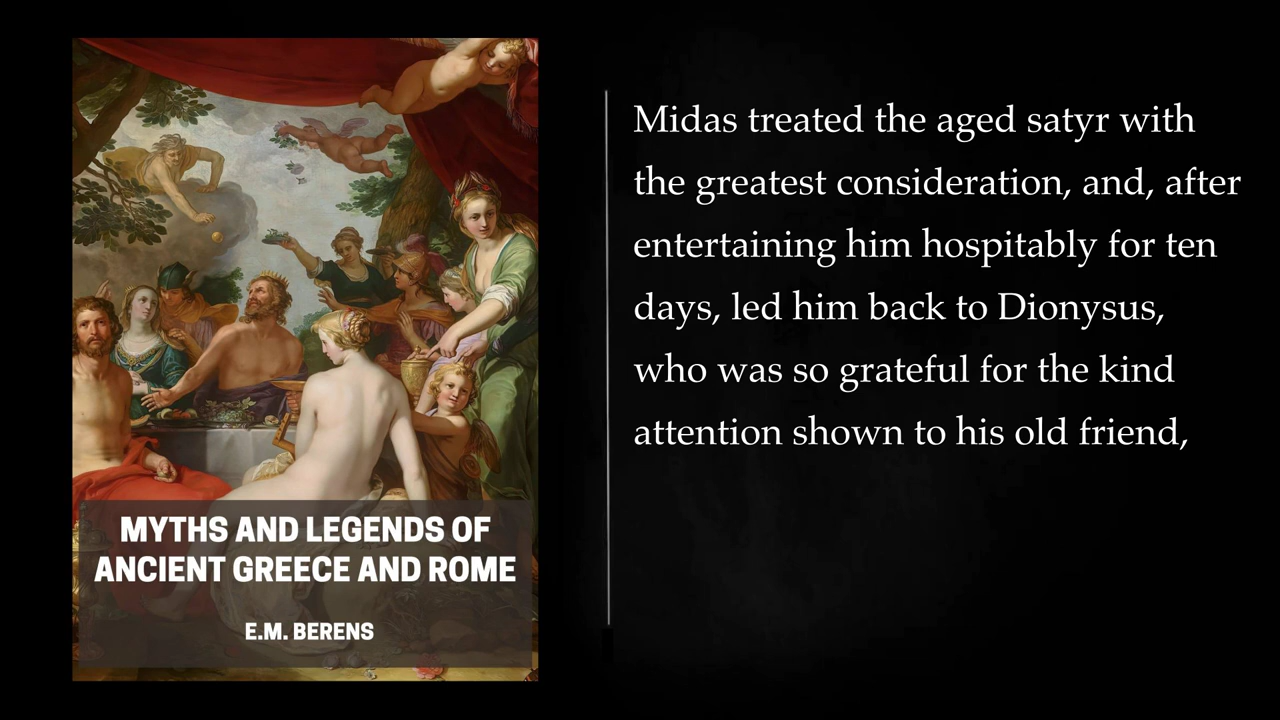 MYTHS AND LEGENDS OF
ANCIENT GREECE AND ROME
E.M. BERENS
Midas treated the aged satyr with
the greatest consideration, and, after
entertaining him hospitably for ten
days, led him back to Dionysus,
who was so grateful for the kind
attention shown to his old friend,